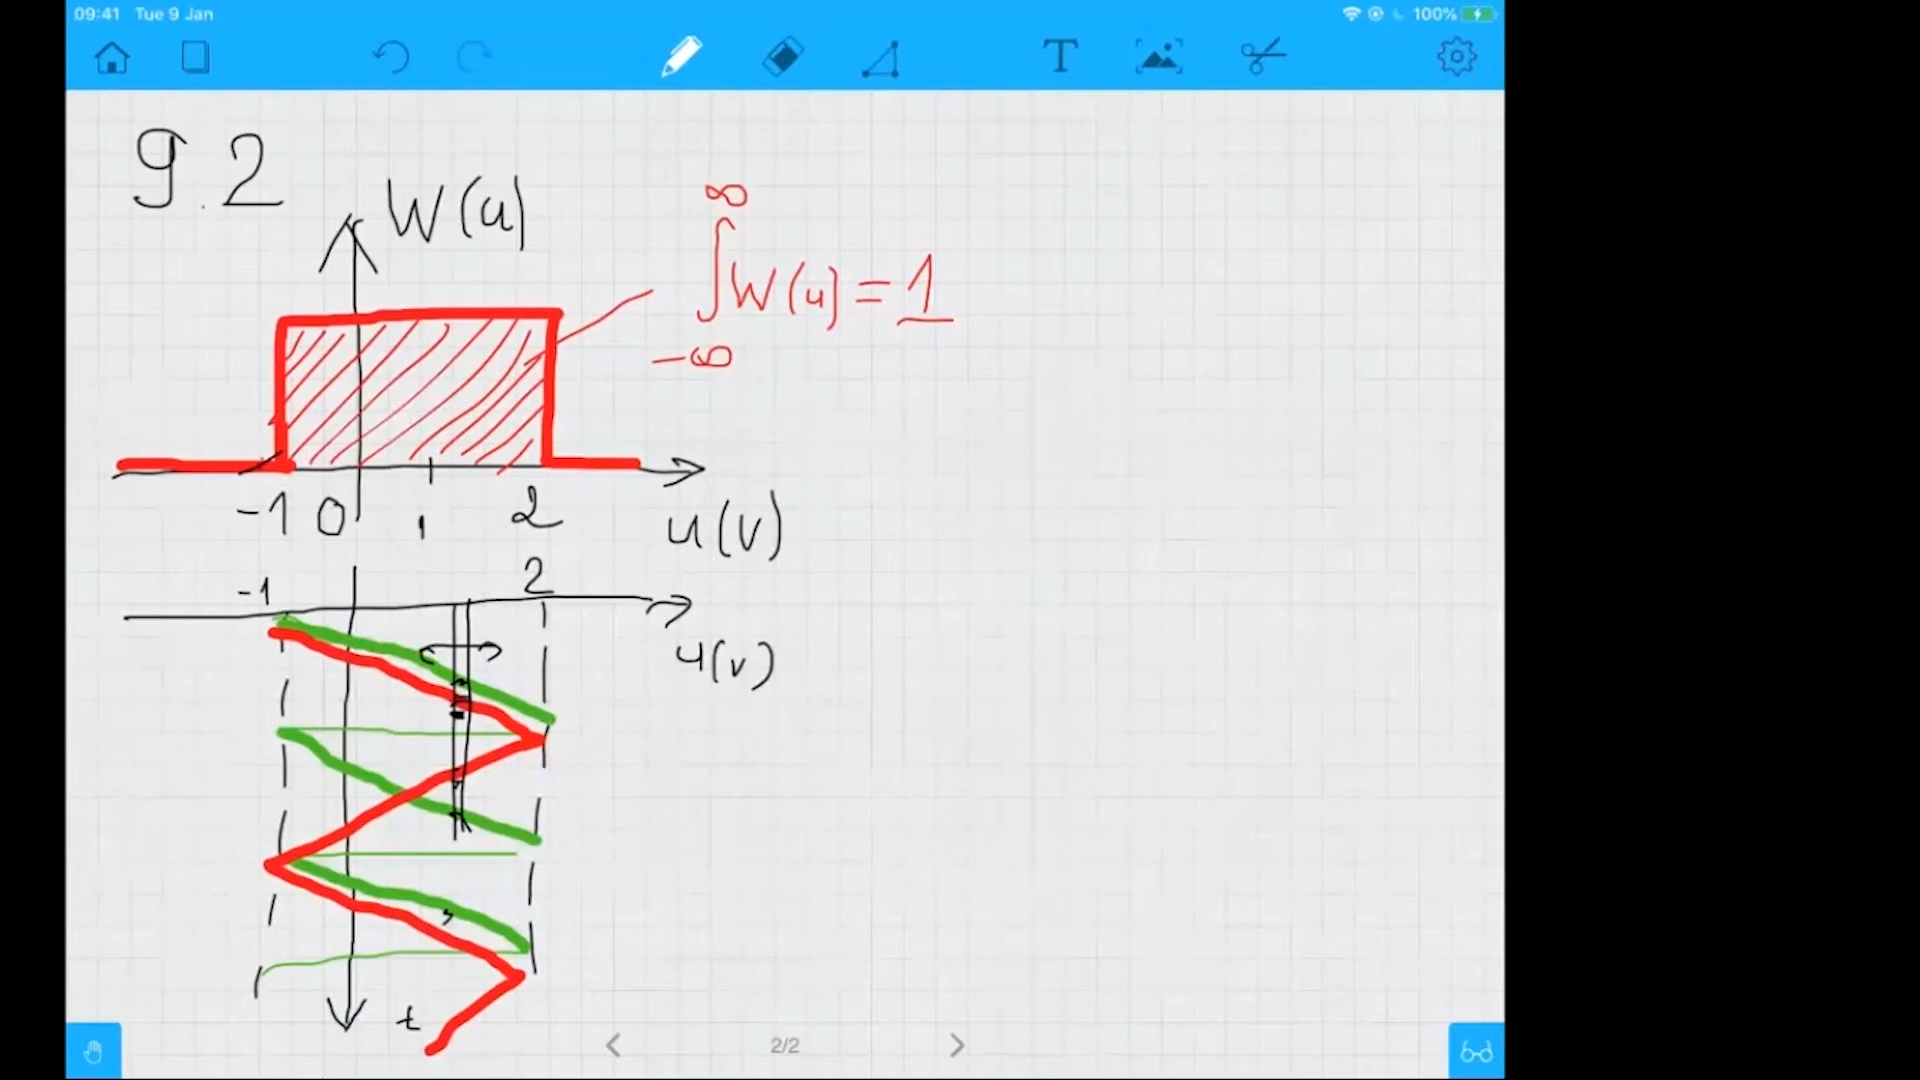 09:41 Tue 9 Jan 100%
T
9.2
W(u)
∞
∫W(u) = 1
-∞
-1 0 1 2 u(V)
-1 2
u(v)
t
2/2